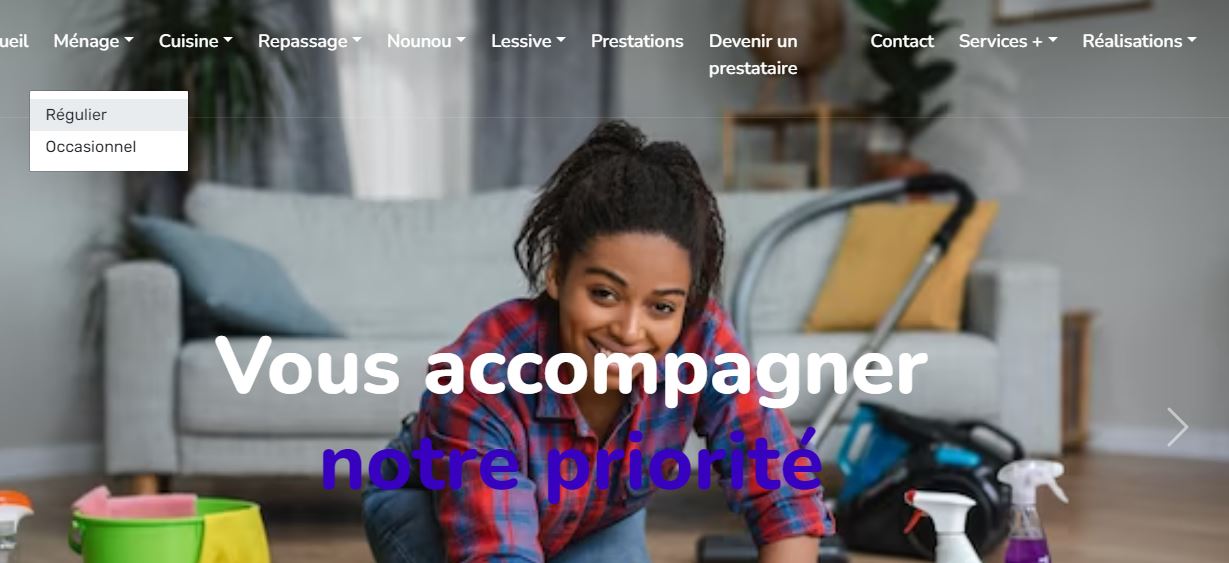 ueil Ménage Cuisine Repassage Nounou Lessive Prestations Devenir un Contact Services + Réalisations
prestataire
Régulier
Occasionnel
Vous accompagner
notre priorité